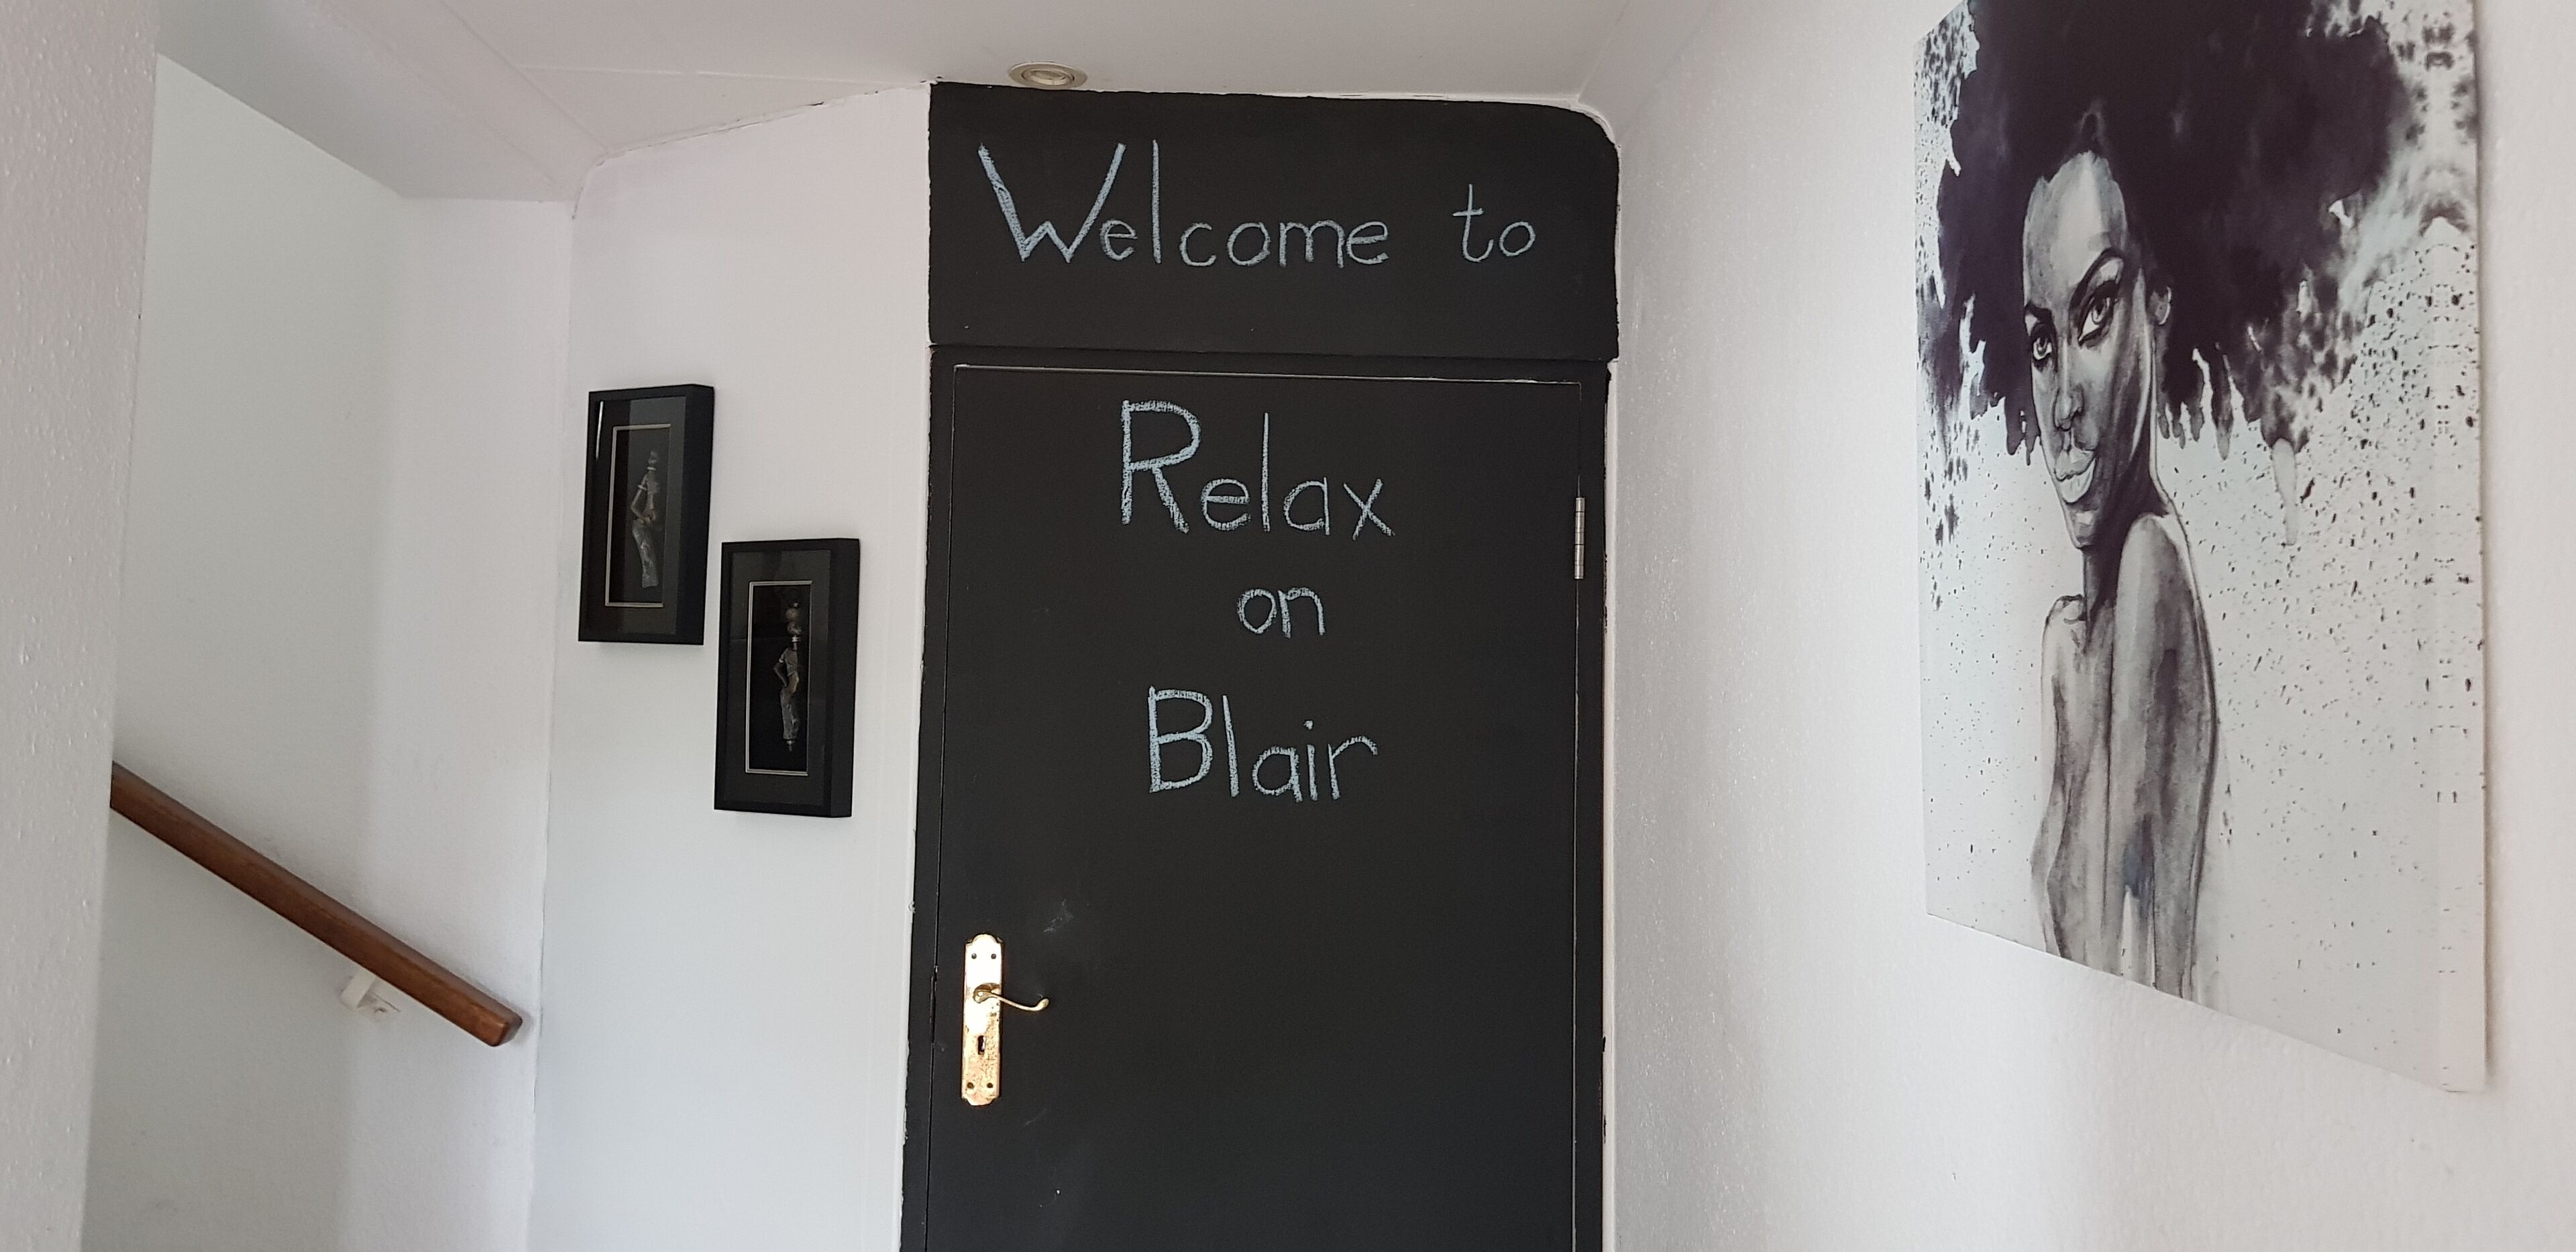 Welcome to
Relax
on
Blair